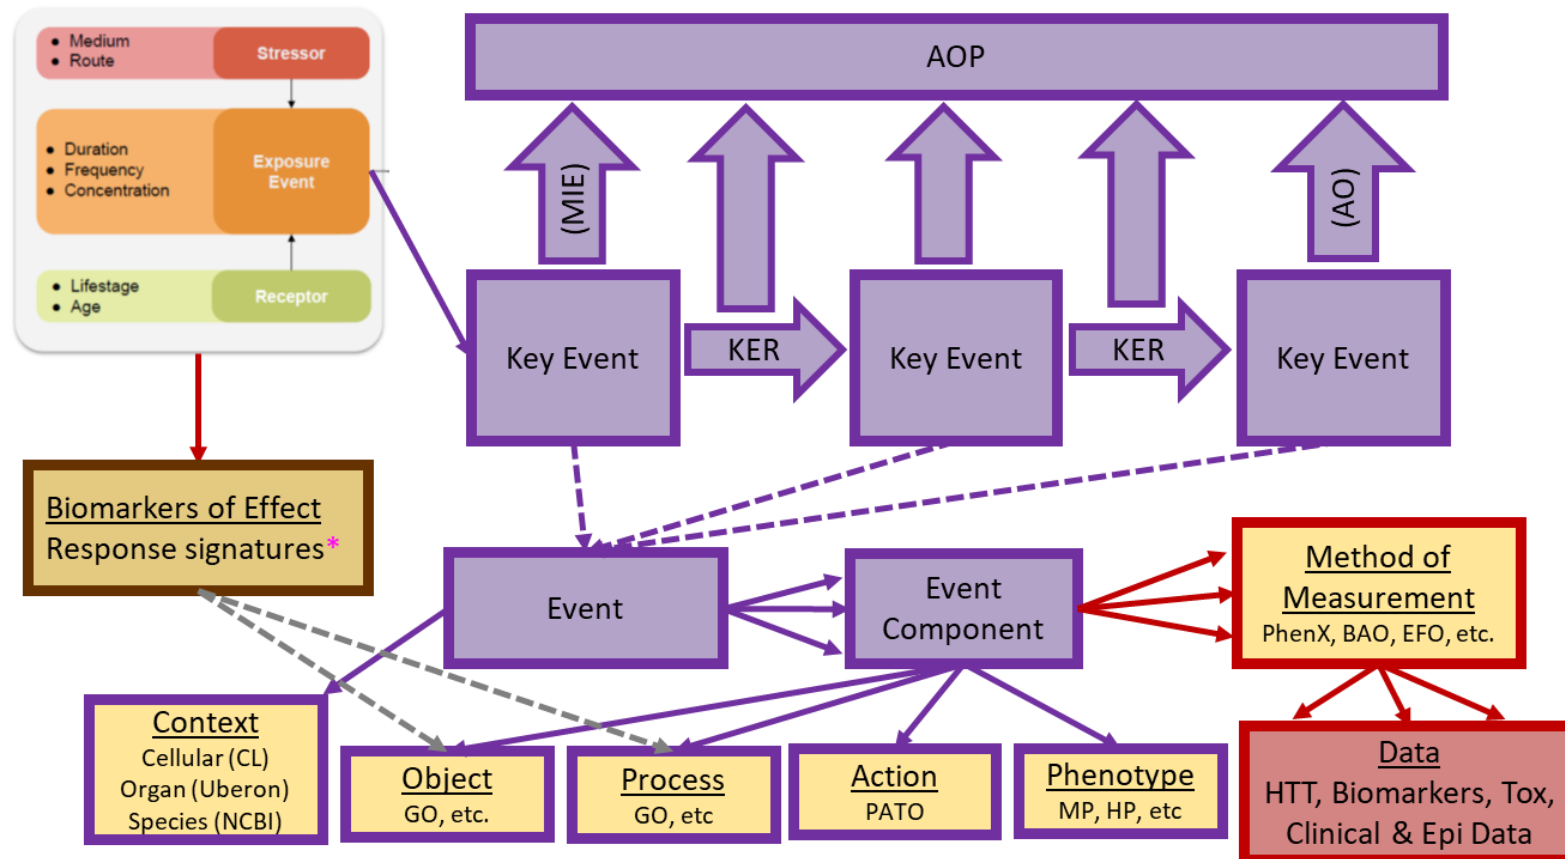 • Medium
• Route
Stressor
• Duration
• Frequency
• Concentration
Exposure
Event
• Lifestage
• Age
Receptor
AOP
(MIE)
(AO)
Key Event
KER
Key Event
KER
Key Event
Biomarkers of Effect
Response signatures*
Event
Event
Component
Method of
Measurement
PhenX, BAO, EFO, etc.
Context
Cellular (CL)
Organ (Uberon)
Species (NCBI)
Object
GO, etc.
Process
GO, etc
Action
PATO
Phenotype
MP, HP, etc
Data
HTT, Biomarkers, Tox,
Clinical & Epi Data